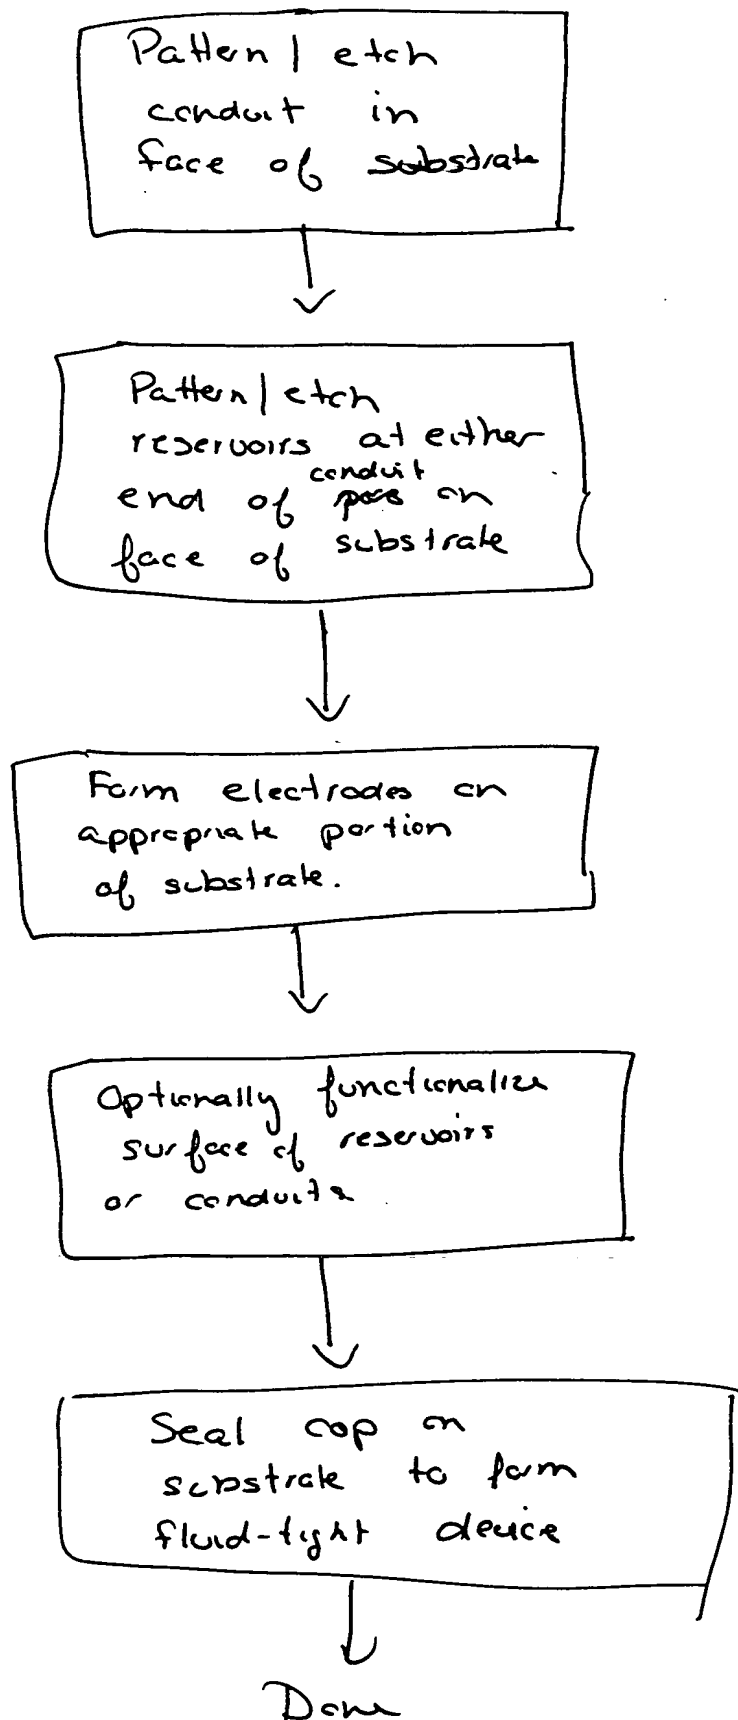 Pattern / etch
conduit in
face of substrate
Pattern / etch
reservoirs at either
conduit
end of on
face of substrate
Form electrodes on
appropriate portion
of substrate.
Optionally functionalize
surface of reservoirs
or conduits.
Seal cap on
substrate to form
fluid-tight device
Done